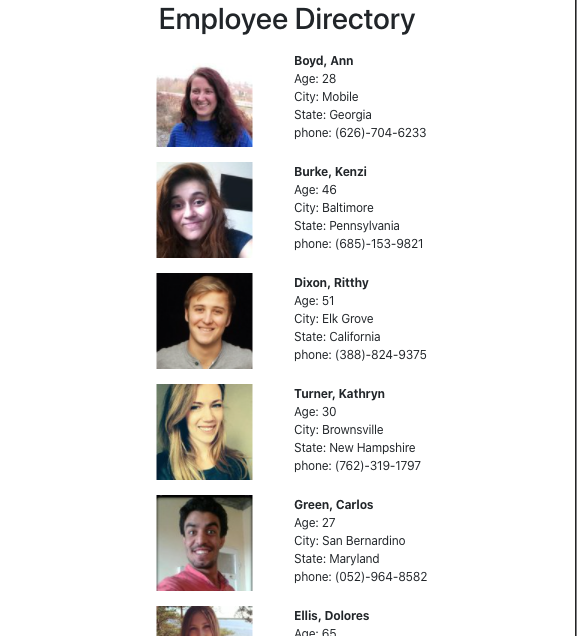 Employee Directory
Boyd, Ann
Age: 28
City: Mobile
State: Georgia
phone: (626)-704-6233
Burke, Kenzi
Age: 46
City: Baltimore
State: Pennsylvania
phone: (685)-153-9821
Dixon, Ritthy
Age: 51
City: Elk Grove
State: California
phone: (388)-824-9375
Turner, Kathryn
Age: 30
City: Brownsville
State: New Hampshire
phone: (762)-319-1797
Green, Carlos
Age: 27
City: San Bernardino
State: Maryland
phone: (052)-964-8582
Ellis, Dolores
Age: 65